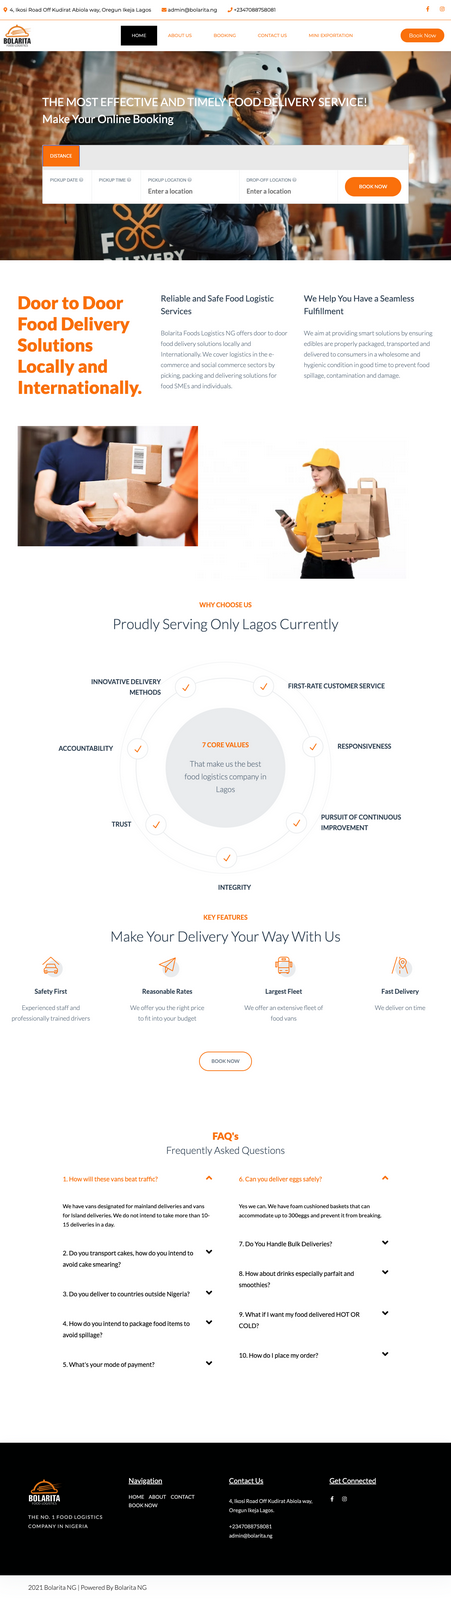 4, Ikosi Road Off Kudirat Abiola way, Oregun Ikeja Lagos admin@bolarita.ng +2347088758081
BOLARITA
FOOD LOGISTICS
HOME ABOUT US BOOKING CONTACT US MINI EXPORTATION Book Now
THE MOST EFFECTIVE AND TIMELY FOOD DELIVERY SERVICE!
Make Your Online Booking
DISTANCE
PICKUP DATE PICKUP TIME PICKUP LOCATION DROP-OFF LOCATION
Enter a location Enter a location
BOOK NOW
DELIVERY
Door to Door
Food Delivery
Solutions
Locally and
Internationally.
Reliable and Safe Food Logistic
Services
Bolarita Foods Logistics NG offers door to door
food delivery solutions locally and
Internationally. We cover logistics in the e-
commerce and social commerce sectors by
picking, packing and delivering solutions for
food SMEs and individuals.
We Help You Have a Seamless
Fulfillment
We aim at providing smart solutions by ensuring
edibles are properly packaged, transported and
delivered to consumers in a wholesome and
hygienic condition in good time to prevent food
spillage, contamination and damage.
WHY CHOOSE US
Proudly Serving Only Lagos Currently
INNOVATIVE DELIVERY
METHODS
FIRST-RATE CUSTOMER SERVICE
ACCOUNTABILITY
RESPONSIVENESS
7 CORE VALUES
That make us the best
food logistics company in
Lagos
TRUST
PURSUIT OF CONTINUOUS
IMPROVEMENT
INTEGRITY
KEY FEATURES
Make Your Delivery Your Way With Us
Safety First
Experienced staff and
professionally trained drivers
Reasonable Rates
We offer you the right price
to fit into your budget
Largest Fleet
We offer an extensive fleet of
food vans
Fast Delivery
We deliver on time
BOOK NOW
FAQ's
Frequently Asked Questions
1. How will these vans beat traffic?
We have vans designated for mainland deliveries and vans
for Island deliveries. We do not intend to take more than 10-
15 deliveries in a day.
2. Do you transport cakes, how do you intend to
avoid cake smearing?
3. Do you deliver to countries outside Nigeria?
4. How do you intend to package food items to
avoid spillage?
5. What's your mode of payment?
6. Can you deliver eggs safely?
Yes we can. We have foam cushioned baskets that can
accommodate up to 300eggs and prevent it from breaking.
7. Do You Handle Bulk Deliveries?
8. How about drinks especially parfait and
smoothies?
9. What if I want my food delivered HOT OR
COLD?
10. How do I place my order?
BOLARITA
FOOD LOGISTICS
THE NO. 1 FOOD LOGISTICS
COMPANY IN NIGERIA
Navigation
HOME ABOUT CONTACT
BOOK NOW
Contact Us
4, Ikosi Road Off Kudirat Abiola way,
Oregun Ikeja Lagos.
+2347088758081
admin@bolarita.ng
Get Connected
2021 Bolarita NG | Powered By Bolarita NG